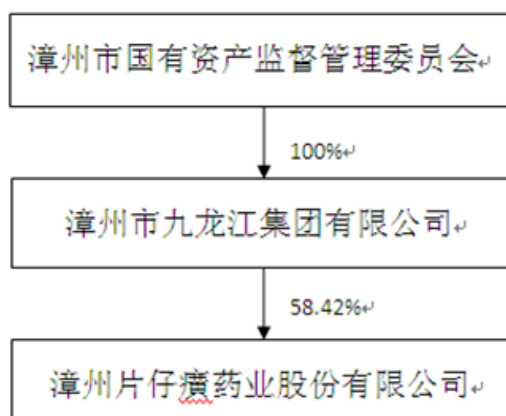 漳州市国有资产监督管理委员会
100%
漳州市九龙江集团有限公司
58.42%
漳州片仔癀药业股份有限公司